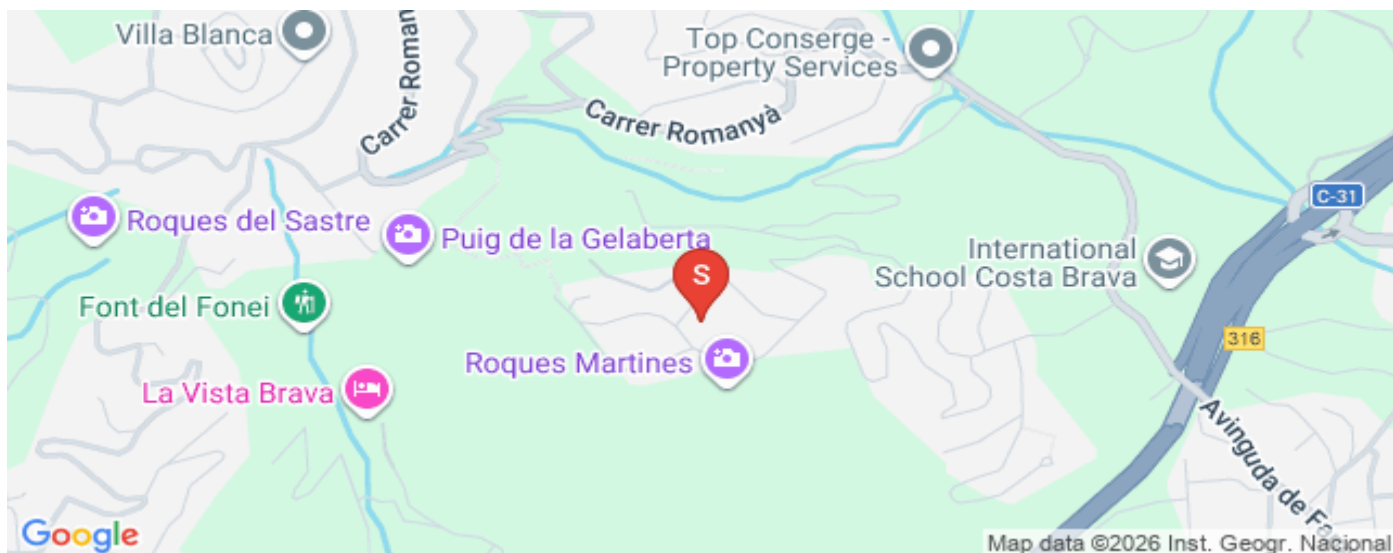 Villa Blanca
Top Conserge -
Property Services
Carrer Romanyà
Roques del Sastre
Puig de la Gelaberta
C-31
International
School Costa Brava
S
Font del Fonei
316
Roques Martines
La Vista Brava
Avinguda de
Google
Map data ©2026 Inst. Geogr. Nacional